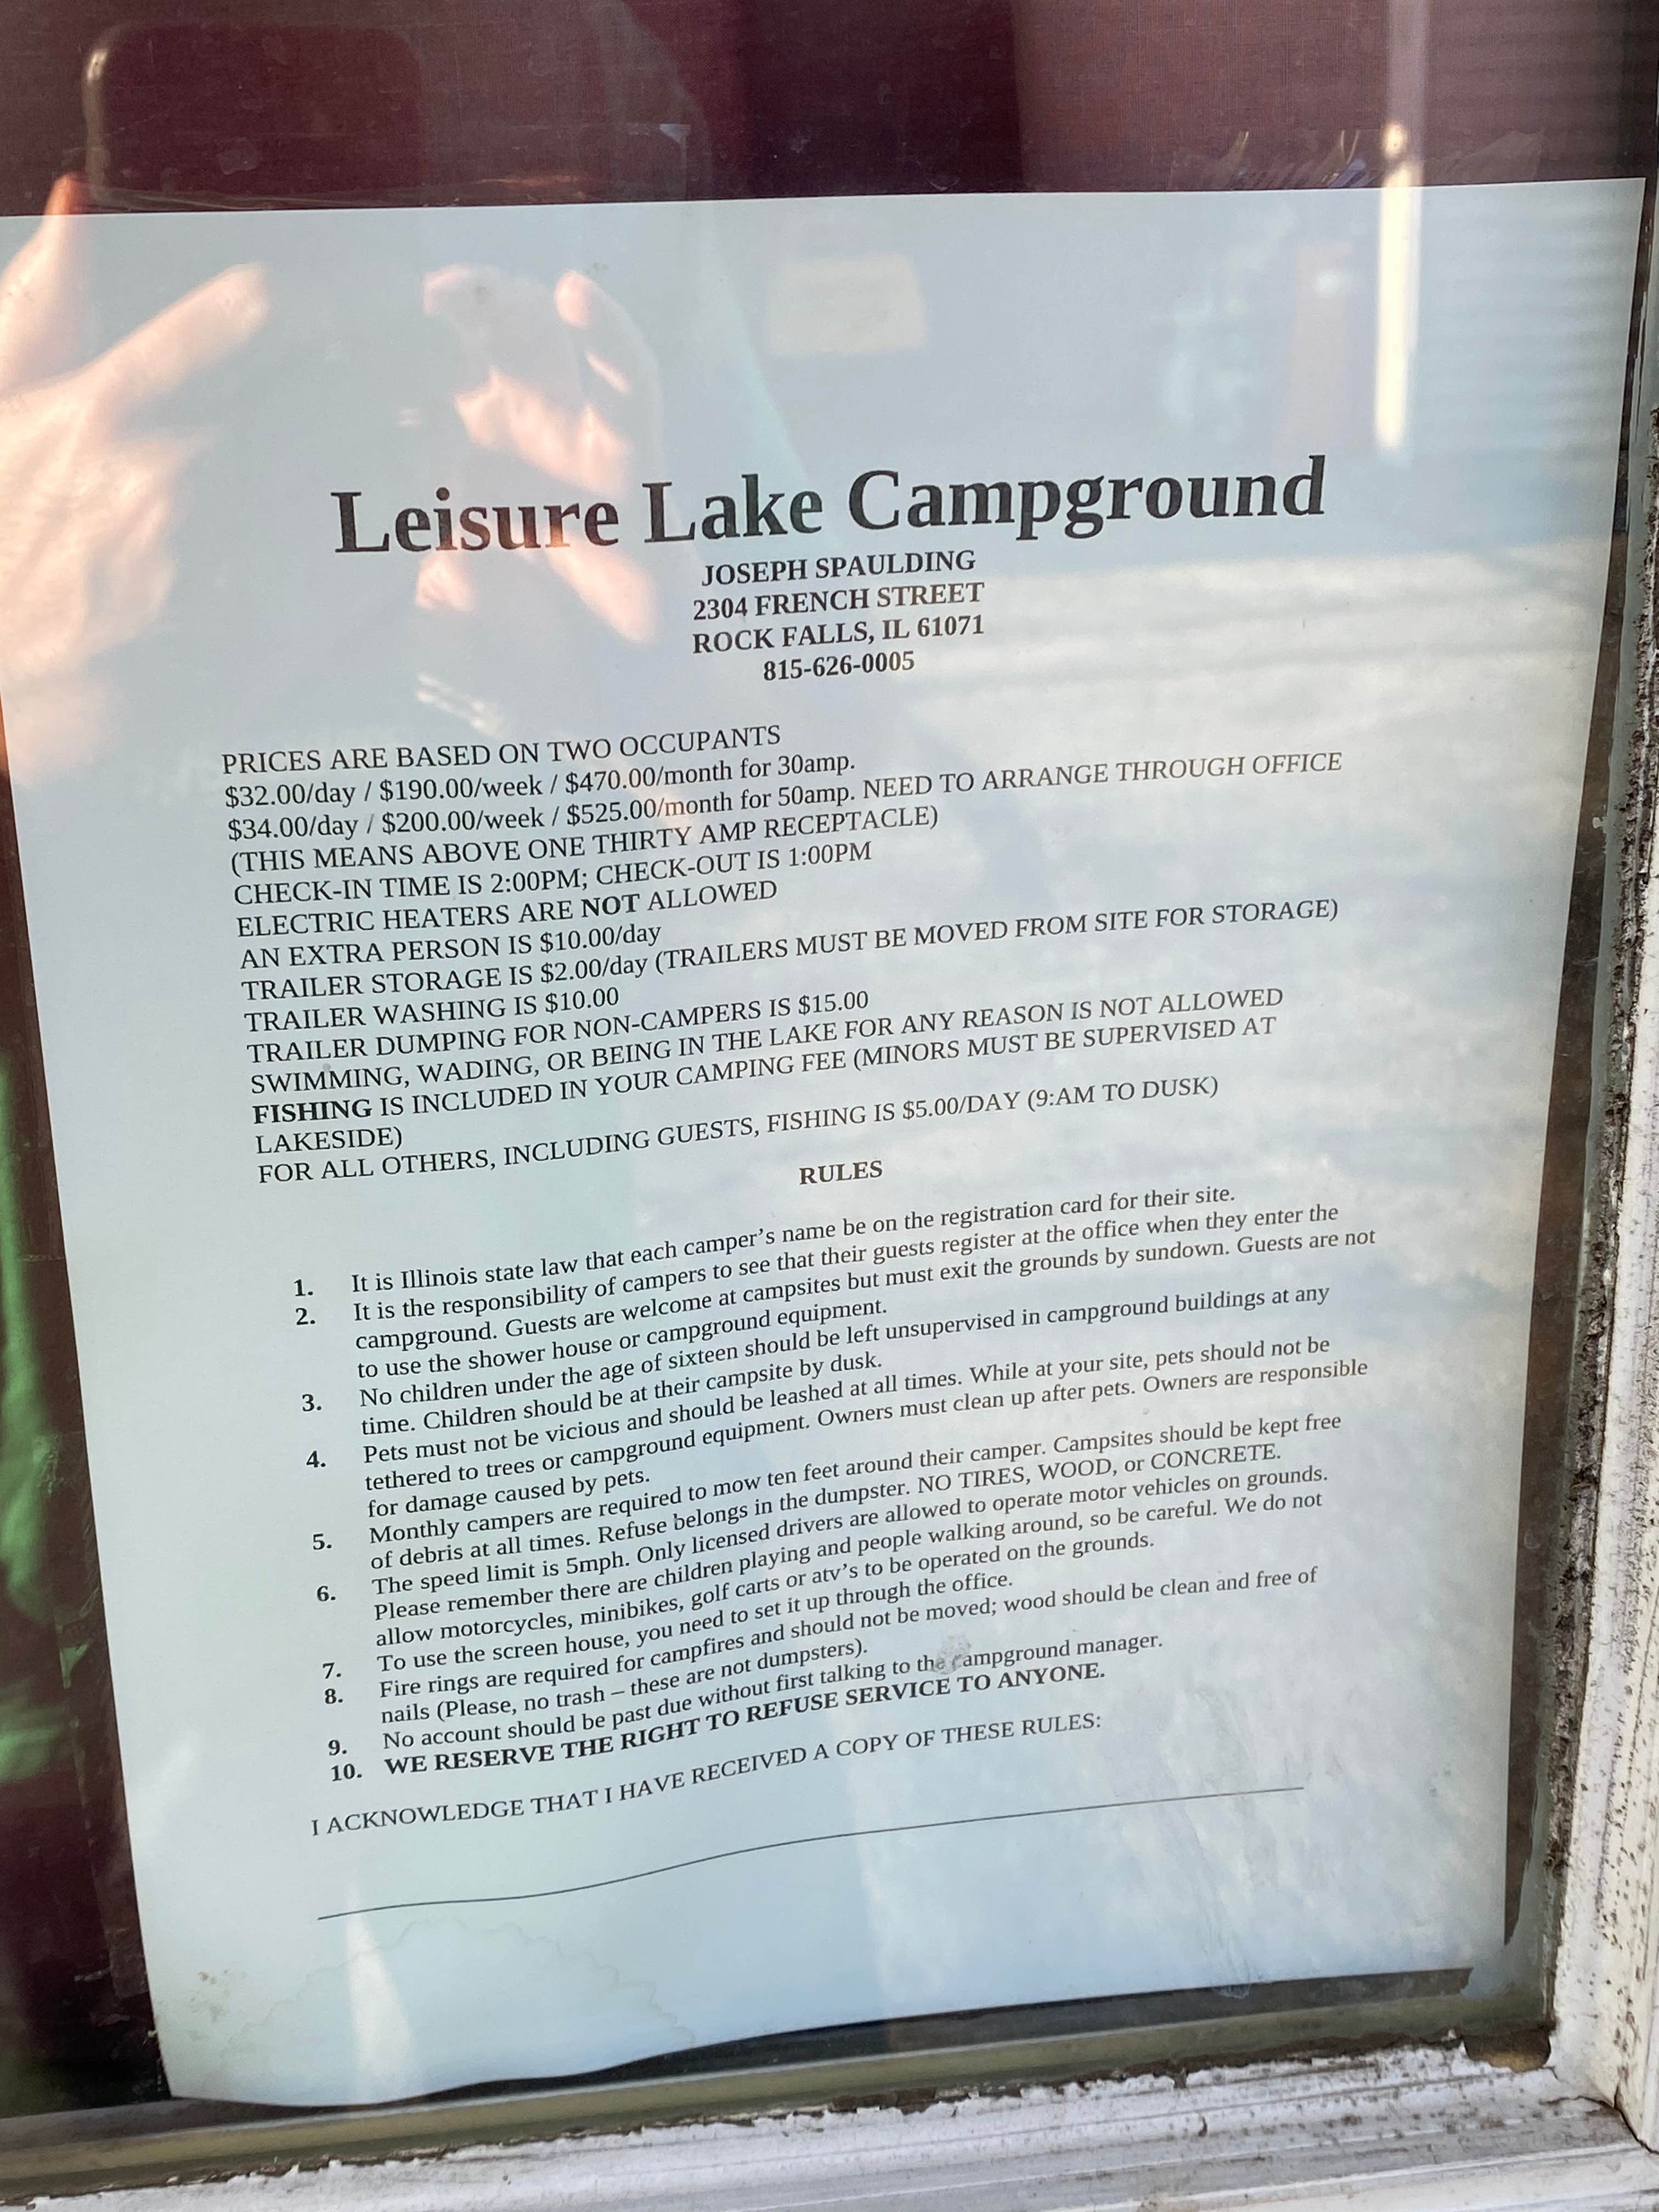 Leisure Lake Campground
JOSEPH SPAULDING
2304 FRENCH STREET
ROCK FALLS, IL 61071
815-626-0005
PRICES ARE BASED ON TWO OCCUPANTS
$32.00/day / $190.00/week / $470.00/month for 30amp.
$34.00/day / $200.00/week / $525.00/month for 50amp. NEED TO ARRANGE THROUGH OFFICE
(THIS MEANS ABOVE ONE THIRTY AMP RECEPTACLE)
CHECK-IN TIME IS 2:00PM; CHECK-OUT IS 1:00PM
ELECTRIC HEATERS ARE NOT ALLOWED
AN EXTRA PERSON IS $10.00/day
TRAILER STORAGE IS $2.00/day (TRAILERS MUST BE MOVED FROM SITE FOR STORAGE)
TRAILER WASHING IS $10.00
TRAILER DUMPING FOR NON-CAMPERS IS $15.00
SWIMMING, WADING, OR BEING IN THE LAKE FOR ANY REASON IS NOT ALLOWED
FISHING IS INCLUDED IN YOUR CAMPING FEE (MINORS MUST BE SUPERVISED AT
LAKESIDE)
FOR ALL OTHERS, INCLUDING GUESTS, FISHING IS $5.00/DAY (9:AM TO DUSK)
RULES
1. It is Illinois state law that each camper's name be on the registration card for their site.
2. It is the responsibility of campers to see that their guests register at the office when they enter the
campground. Guests are welcome at campsites but must exit the grounds by sundown. Guests are not
to use the shower house or campground equipment.
3. No children under the age of sixteen should be left unsupervised in campground buildings at any
time. Children should be at their campsite by dusk.
4. Pets must not be vicious and should be leashed at all times. While at your site, pets should not be
tethered to trees or campground equipment. Owners must clean up after pets. Owners are responsible
for damage caused by pets.
5. Monthly campers are required to mow ten feet around their camper. Campsites should be kept free
of debris at all times. Refuse belongs in the dumpster. NO TIRES, WOOD, or CONCRETE.
6. The speed limit is 5mph. Only licensed drivers are allowed to operate motor vehicles on grounds.
Please remember there are children playing and people walking around, so be careful. We do not
allow motorcycles, minibikes, golf carts or atv's to be operated on the grounds.
7. To use the screen house, you need to set it up through the office.
8. Fire rings are required for campfires and should not be moved; wood should be clean and free of
nails (Please, no trash – these are not dumpsters).
9. No account should be past due without first talking to the campground manager.
10. WE RESERVE THE RIGHT TO REFUSE SERVICE TO ANYONE.
I ACKNOWLEDGE THAT I HAVE RECEIVED A COPY OF THESE RULES: